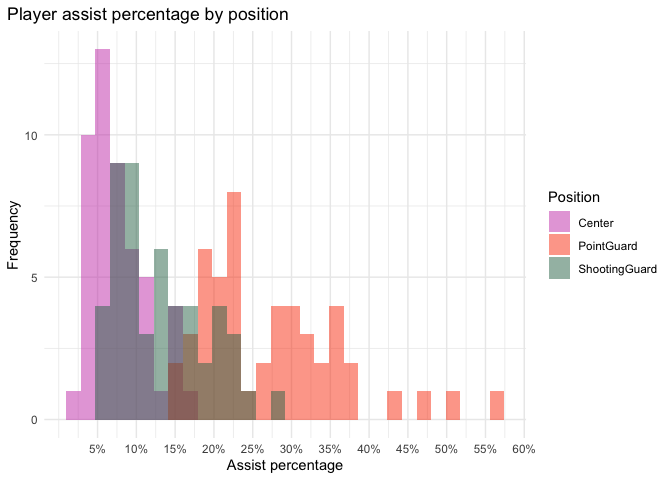 Player assist percentage by position
Frequency
10
5
0
5% 10% 15% 20% 25% 30% 35% 40% 45% 50% 55% 60%
Assist percentage
Position
Center
PointGuard
ShootingGuard